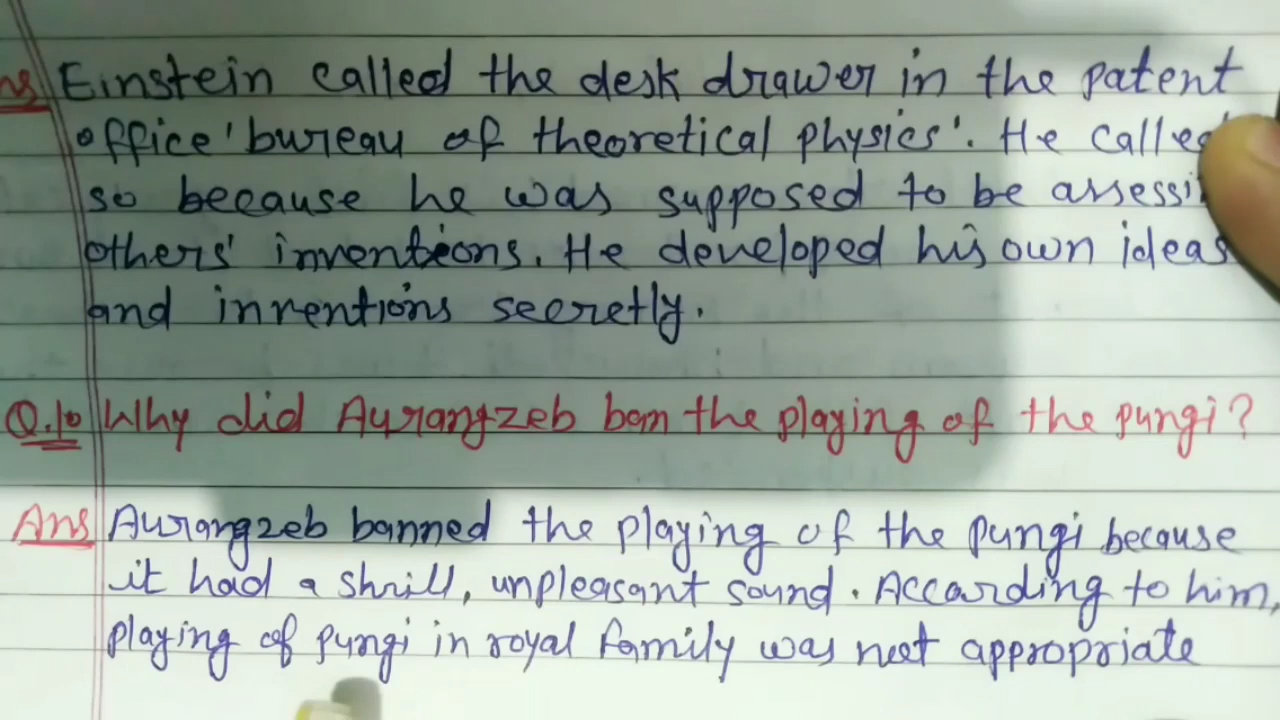 Ans Einstein called the desk drawer in the patent
office 'bureau of theoretical physics'. He called
so because he was supposed to be
others' inventions. He developed his own ideas
and inventions secretly.
Q.10 Why did Aurangzeb ban the playing of the pungi?
Ans Aurangzeb banned the playing of the pungi because
it had a shrill, unpleasant sound. According to him,
playing of pungi in royal family was not appropriate